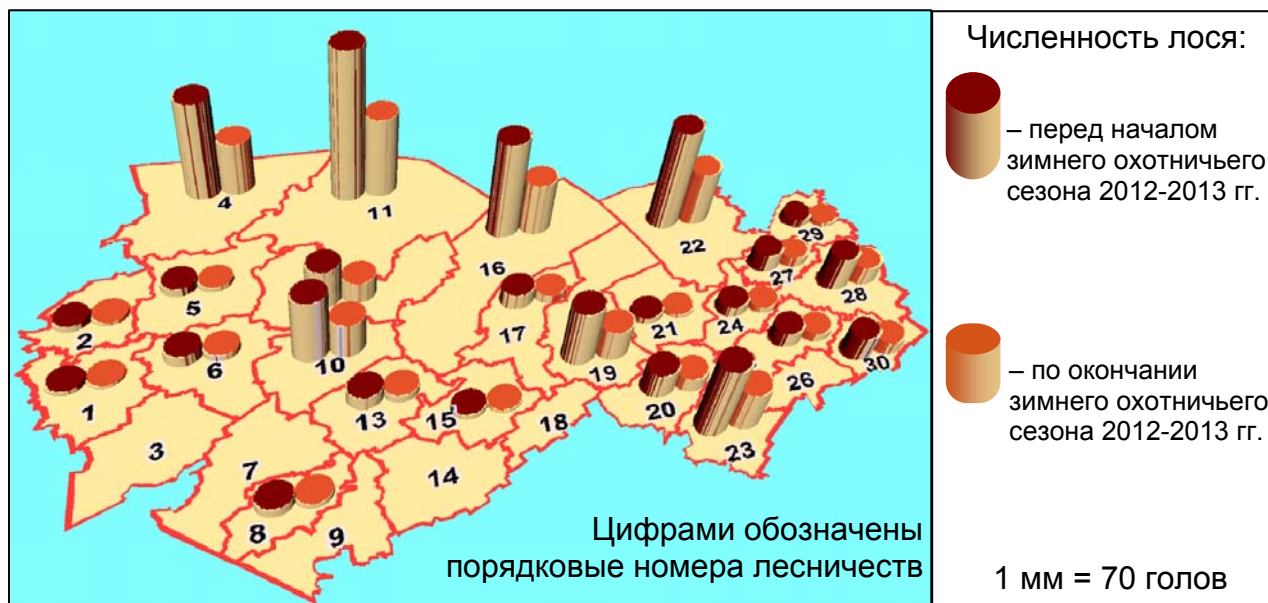 Численность лося:
– перед началом
зимнего охотничьего
сезона 2012-2013 гг.
– по окончании
зимнего охотничьего
сезона 2012-2013 гг.
1 мм = 70 голов
4
11
16
22
29
27
28
5
2
17
21
24
6
10
19
30
26
1
13
15
20
18
3
23
7
14
8
9
Цифрами обозначены
порядковые номера лесничеств